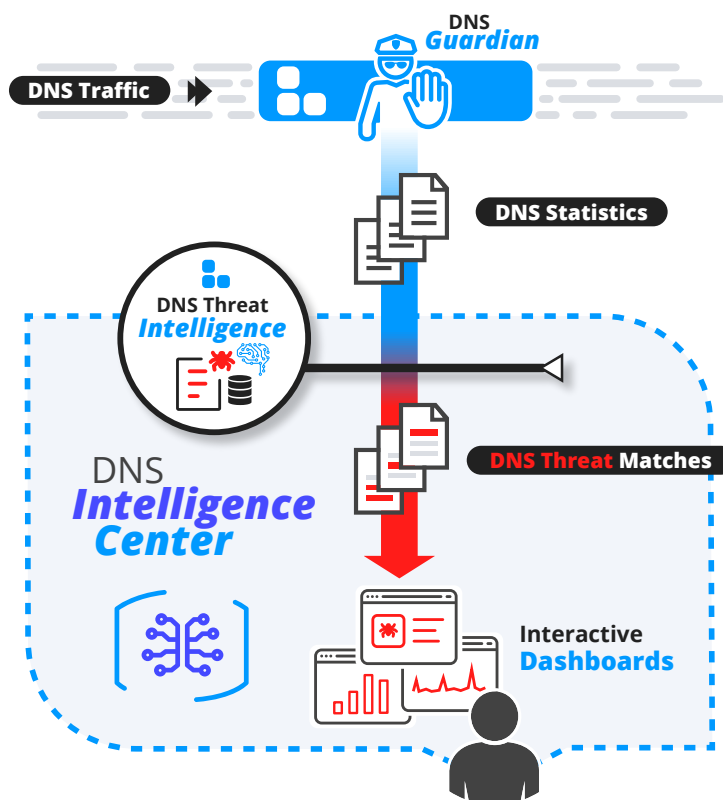 DNS
Guardian
DNS Traffic
DNS Statistics
DNS Threat
Intelligence
DNS Threat Matches
DNS
Intelligence
Center
Interactive
Dashboards